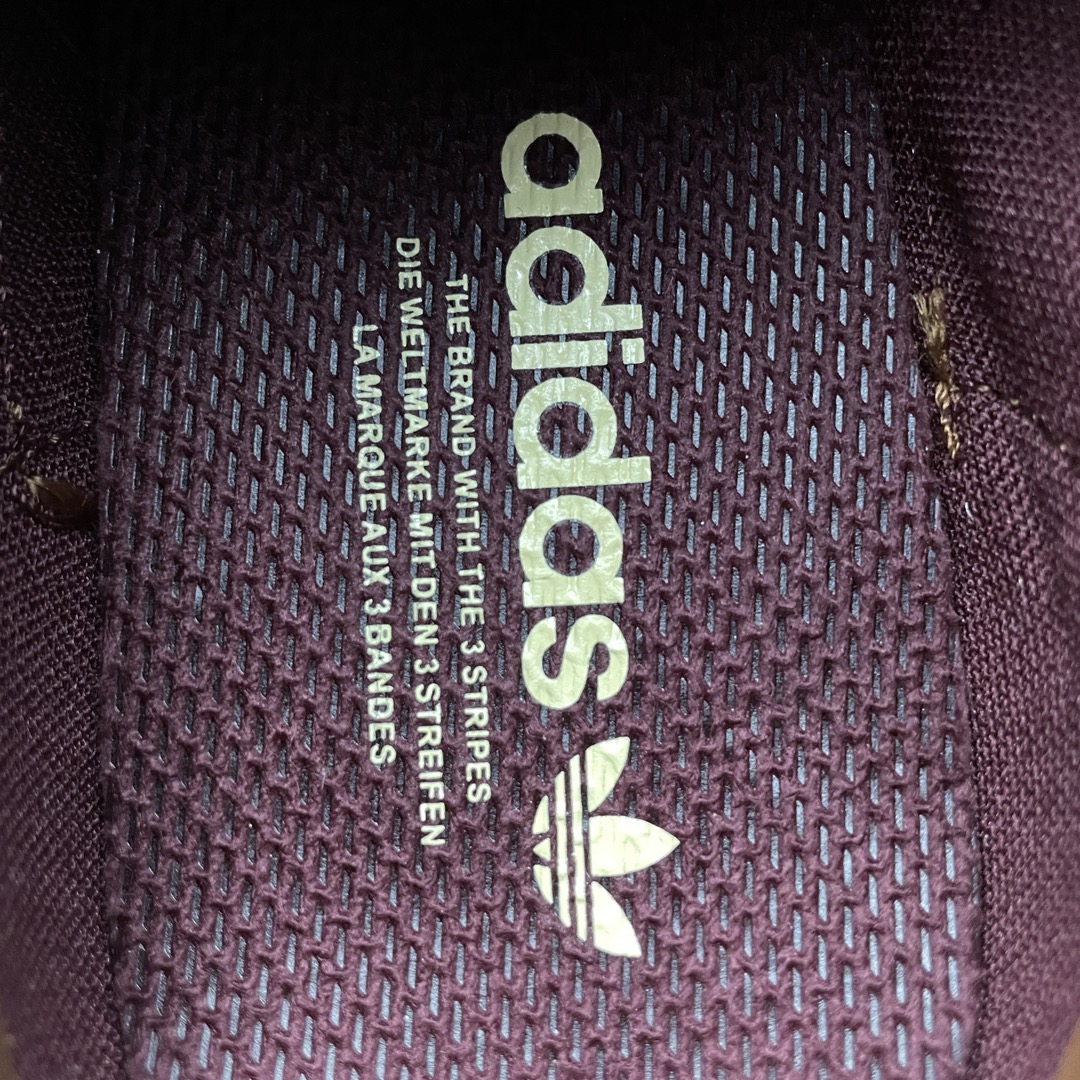 adidas
THE BRAND WITH THE 3 STRIPES
DIE WELTMARKE MIT DEN 3 STREIFEN
LA MARQUE AUX 3 BANDES